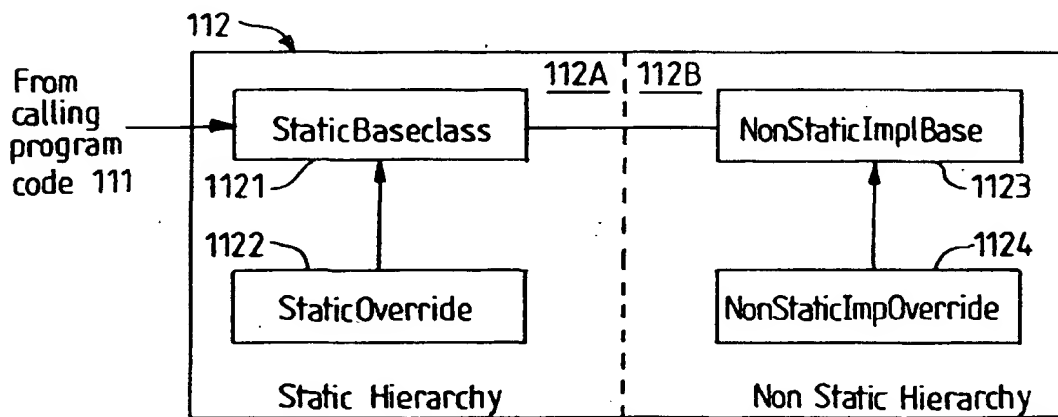 112
From
calling
program
code 111
112A
112B
StaticBaseclass
NonStaticImplBase
1121
1123
1122
1124
StaticOverride
NonStaticImpOverride
Static Hierarchy
Non Static Hierarchy